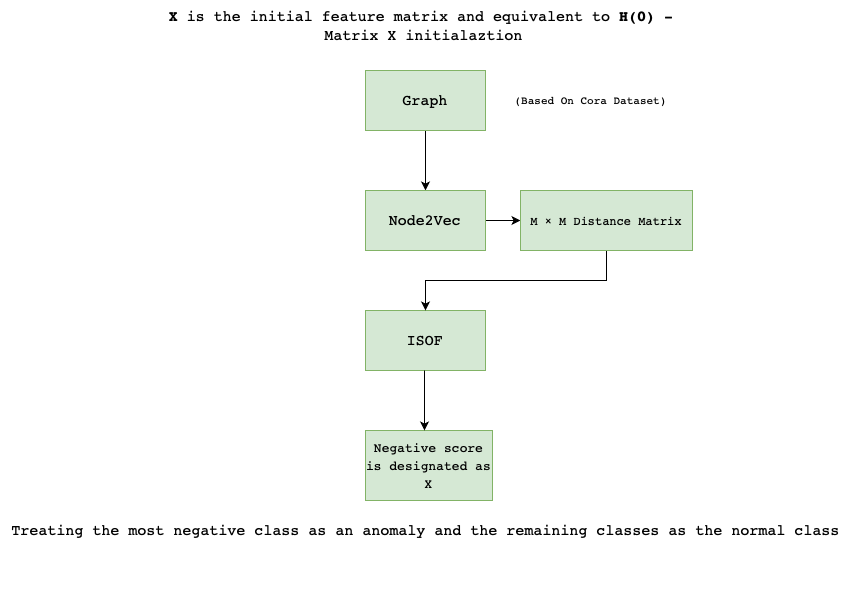 X is the initial feature matrix and equivalent to H(0) –
Matrix X initialaztion
Graph
(Based On Cora Dataset)
Node2Vec
M × M Distance Matrix
ISOF
Negative score
is designated as
X
Treating the most negative class as an anomaly and the remaining classes as the normal class